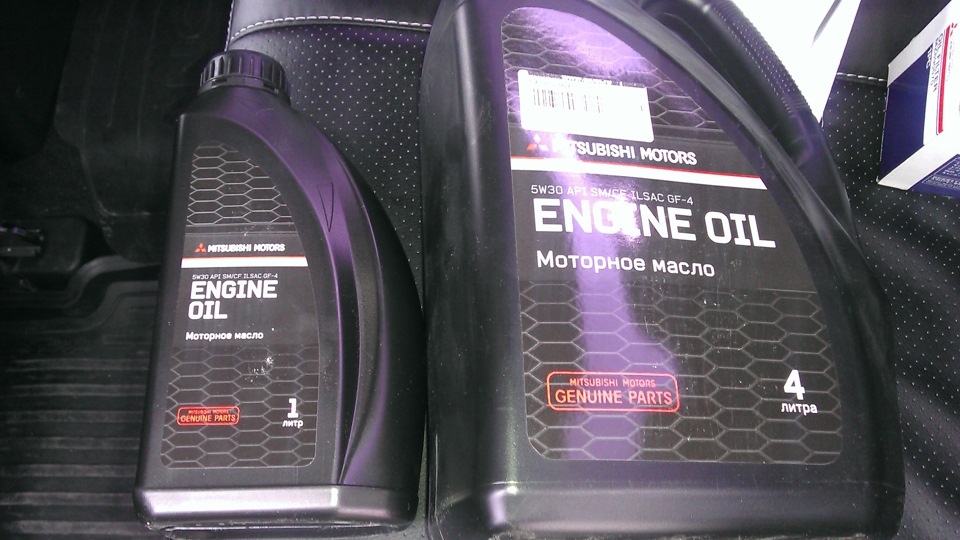 MITSUBISHI MOTORS
5W30 API SM/CF ILSAC GF-4
ENGINE
OIL
Моторное масло
MITSUBISHI MOTORS
GENUINE PARTS
1
литр
MITSUBISHI MOTORS
5W30 API SM/CF ILSAC GF-4
ENGINE OIL
Моторное масло
MITSUBISHI MOTORS
GENUINE PARTS
4
литра